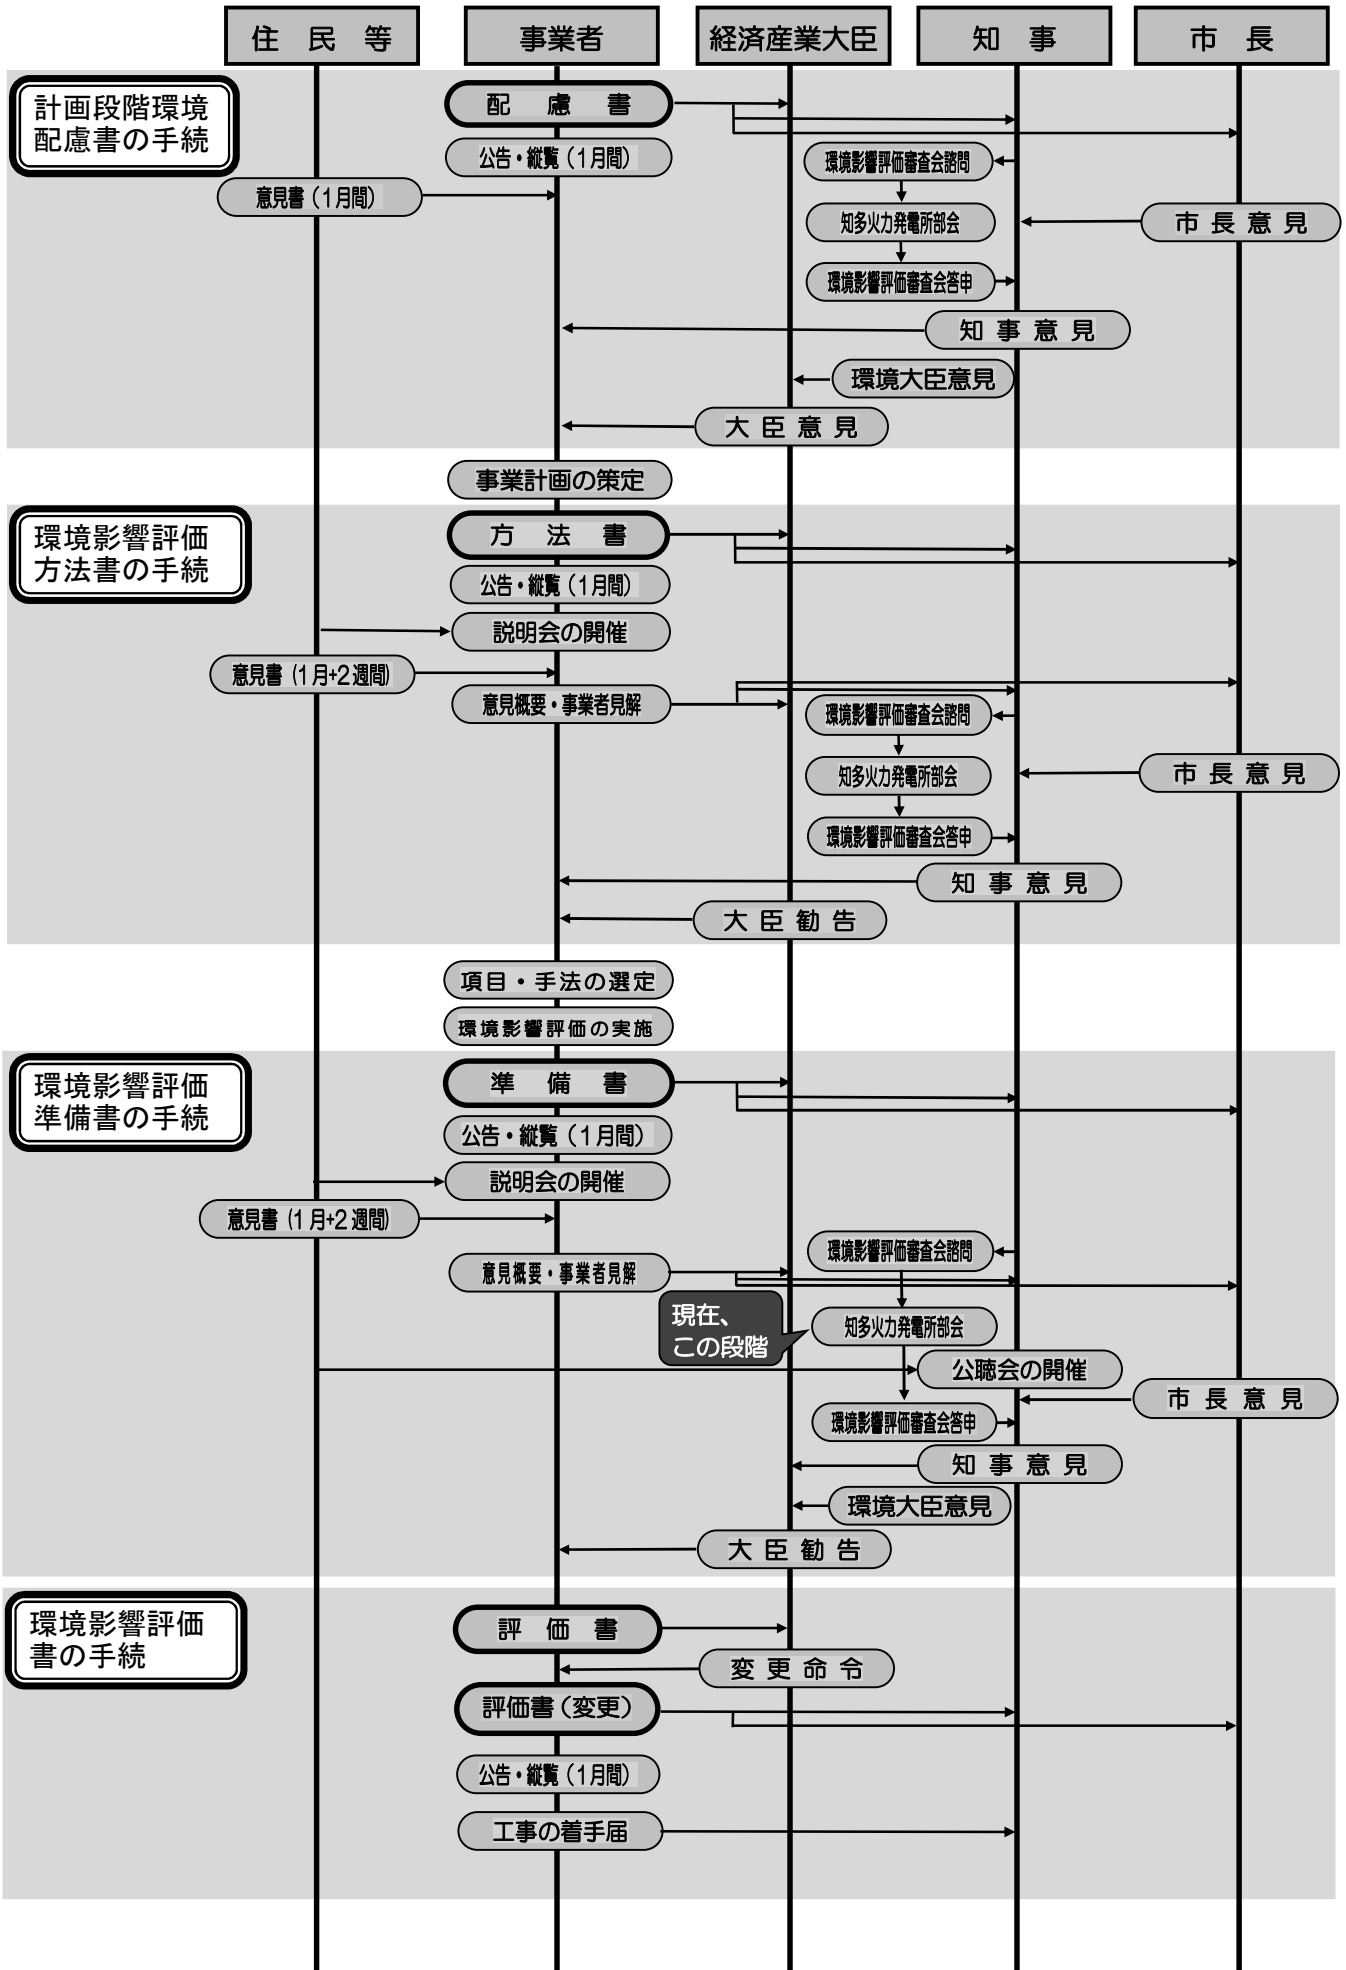 住　民　等
事業者
経済産業大臣
知　事
市　長
計画段階環境
配慮書の手続
配　慮　書
公告・縦覧（１月間）
環境影響評価審査会諮問
意見書（１月間）
知多火力発電所部会
市 長 意 見
環境影響評価審査会答申
知 事 意 見
環境大臣意見
大 臣 意 見
事業計画の策定
環境影響評価
方法書の手続
方　法　書
公告・縦覧（１月間）
説明会の開催
意見書（１月+２週間）
意見概要・事業者見解
環境影響評価審査会諮問
知多火力発電所部会
市 長 意 見
環境影響評価審査会答申
知 事 意 見
大 臣 勧 告
項目・手法の選定
環境影響評価の実施
環境影響評価
準備書の手続
準　備　書
公告・縦覧（１月間）
説明会の開催
意見書（１月+２週間）
環境影響評価審査会諮問
意見概要・事業者見解
現在、
この段階
知多火力発電所部会
公聴会の開催
市 長 意 見
環境影響評価審査会答申
知 事 意 見
環境大臣意見
大 臣 勧 告
環境影響評価
書の手続
評　価　書
変 更 命 令
評価書（変更）
公告・縦覧（１月間）
工事の着手届